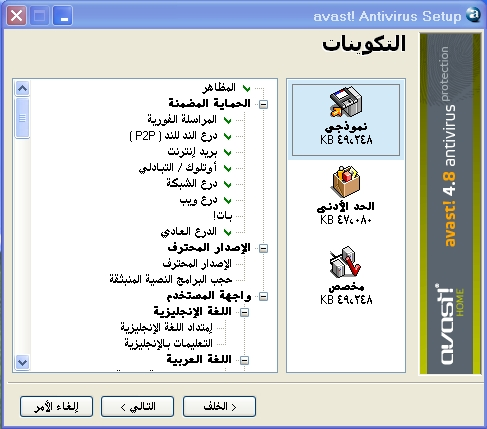 avast! Antivirus Setup
التكوينات
نموذجي
KB ٤٩،٢٤٨
الحد الأدنى
KB ٤٧،٠٨٠
مخصص
KB ٤٩،٢٤٨
المظاهر
الحماية المضمنة
المراسلة الفورية
درع الند للند ( P2P )
بريد إنترنت
أوتلوك / التبادلي
درع الشبكة
درع ويب
بات!
الدرع العادي
الإصدار المحترف
الإصدار المحترف
حجب البرامج النصية المنبثقة
واجهة المستخدم
اللغة الإنجليزية
إمتداد اللغة الإنجليزية
التعليمات بالإنجليزية
اللغة العربية
avast! 4.8 antivirus protection
avast! HOME
< الخلف
التالي >
إلغاء الأمر